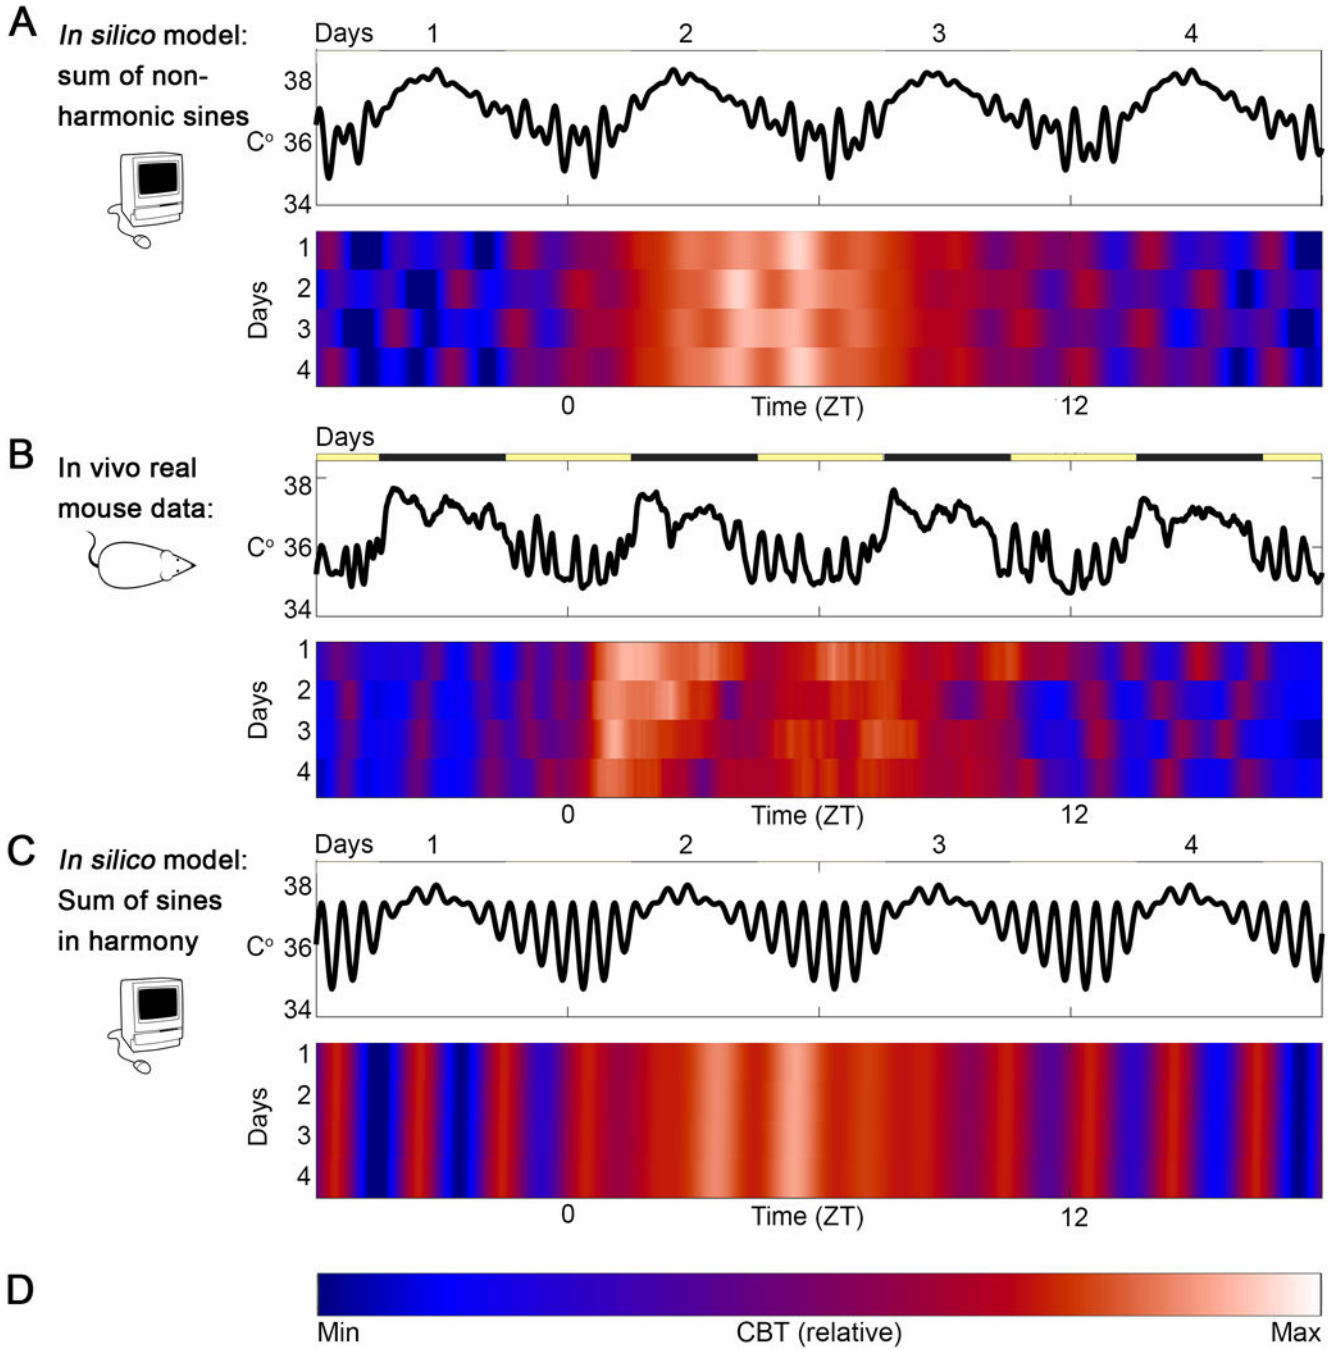 A
In silico model:
sum of non-
harmonic sines
Days 1 2 3 4
38
Cº 36
34
Days
1
2
3
4
0 Time (ZT) 12
B
In vivo real
mouse data:
Days
38
Cº 36
34
Days
1
2
3
4
0 Time (ZT) 12
C
In silico model:
Sum of sines
in harmony
Days 1 2 3 4
38
Cº 36
34
Days
1
2
3
4
0 Time (ZT) 12
D
Min CBT (relative) Max